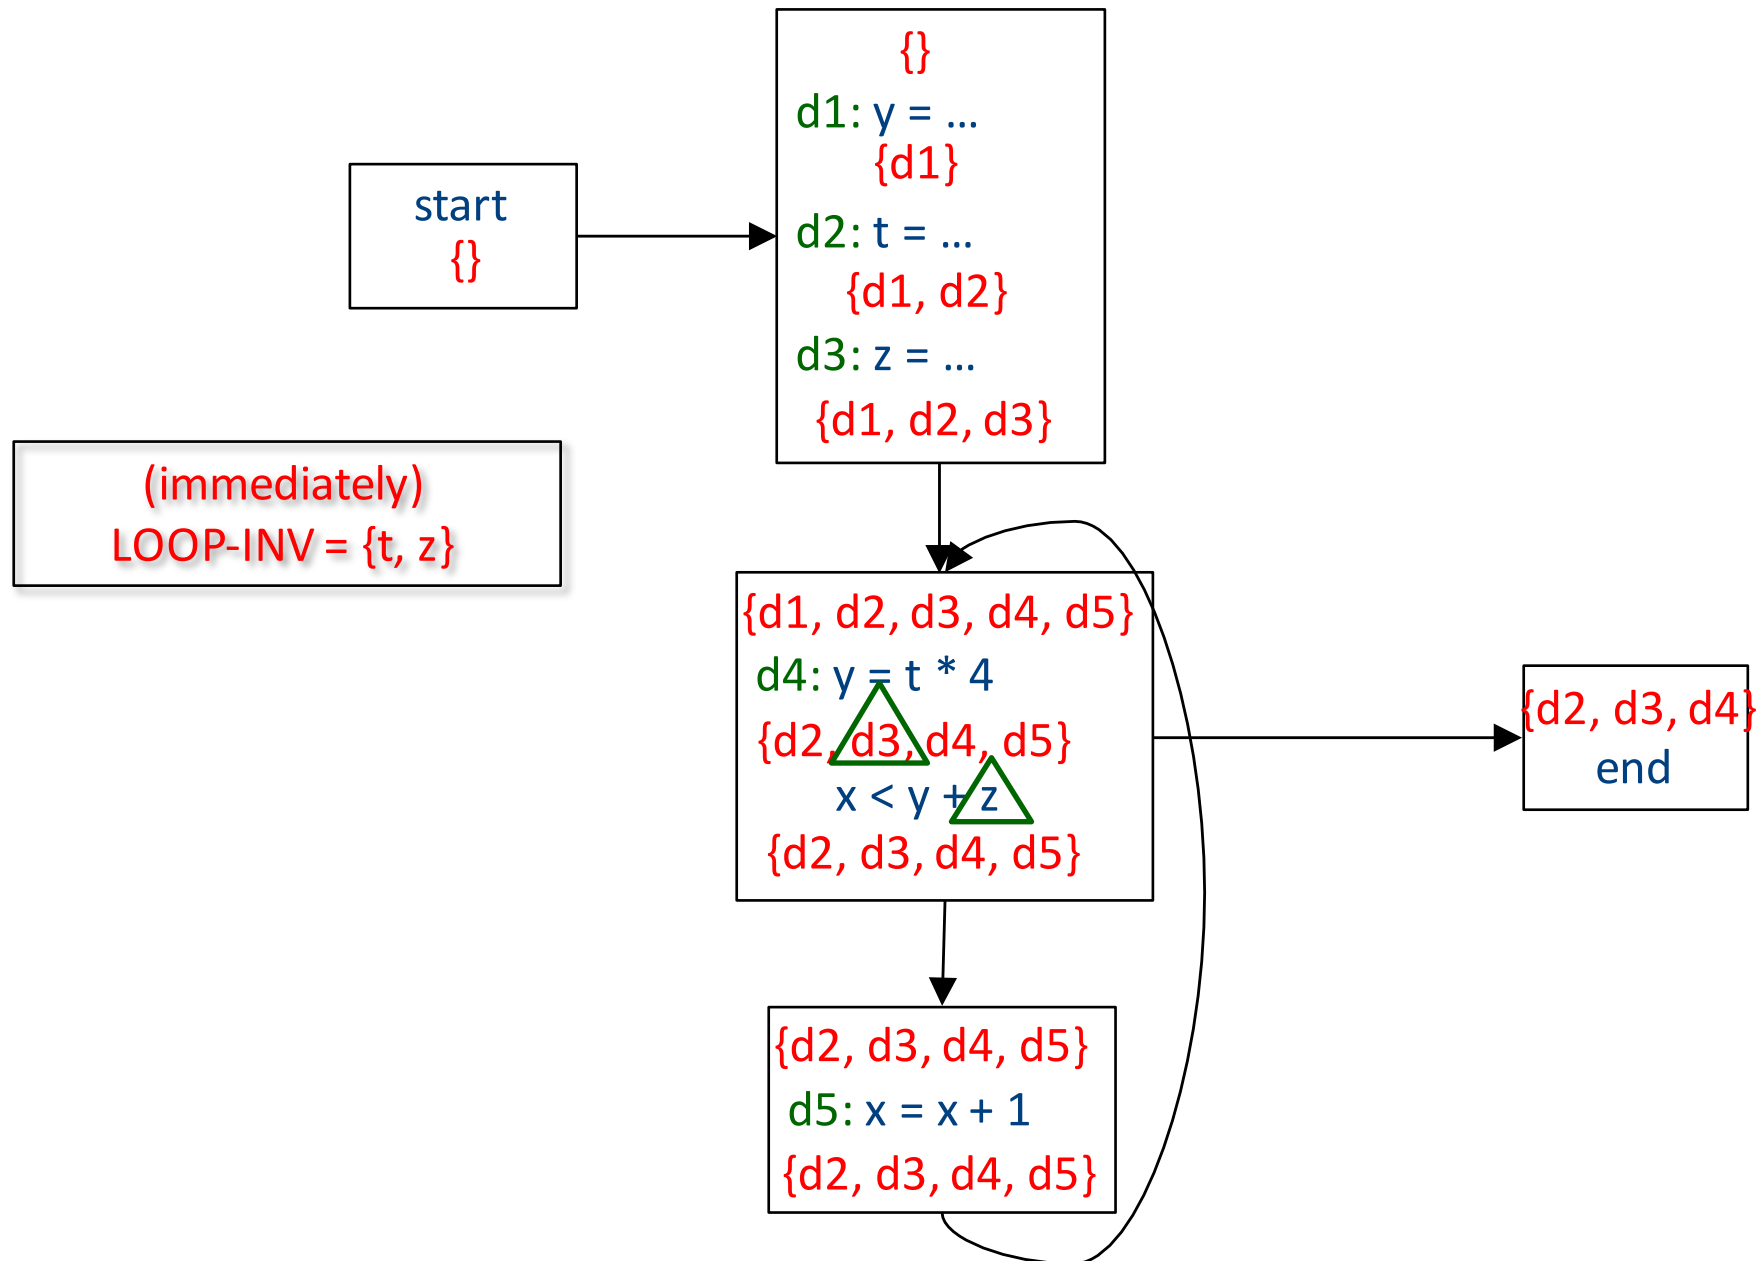 start
{}
{}
d1: y = …
{d1}
d2: t = …
{d1, d2}
d3: z = …
{d1, d2, d3}
(immediately)
LOOP-INV = {t, z}
{d1, d2, d3, d4, d5}
d4: y = t * 4
{d2, d3, d4, d5}
x < y + z
{d2, d3, d4, d5}
{d2, d3, d4}
end
{d2, d3, d4, d5}
d5: x = x + 1
{d2, d3, d4, d5}